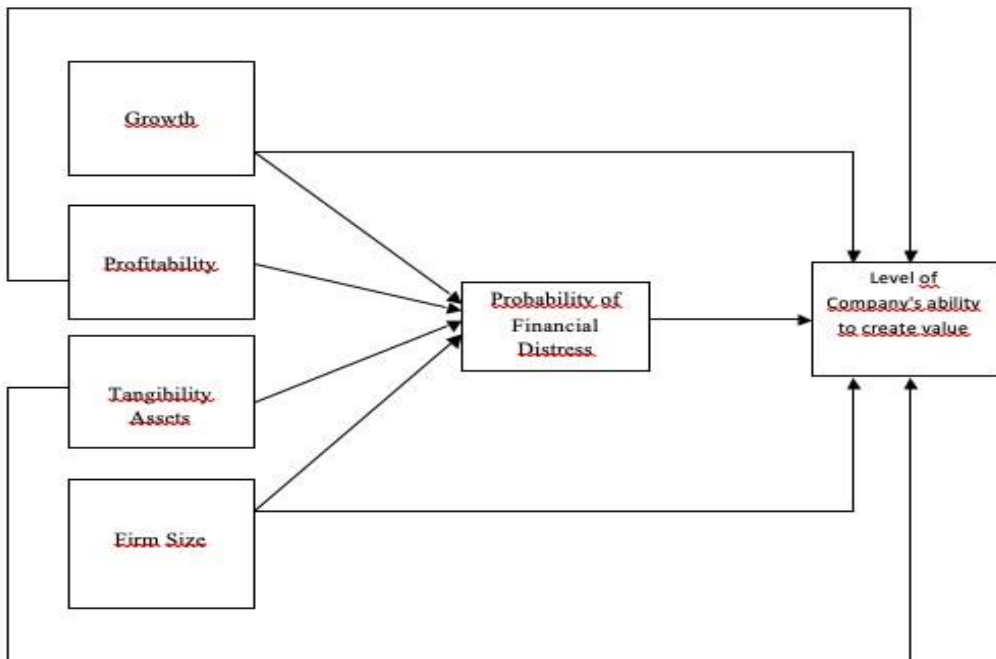 Growth
Profitability
Tangibility
Assets
Firm Size
Probability of
Financial
Distress
Level of
Company's ability
to create value